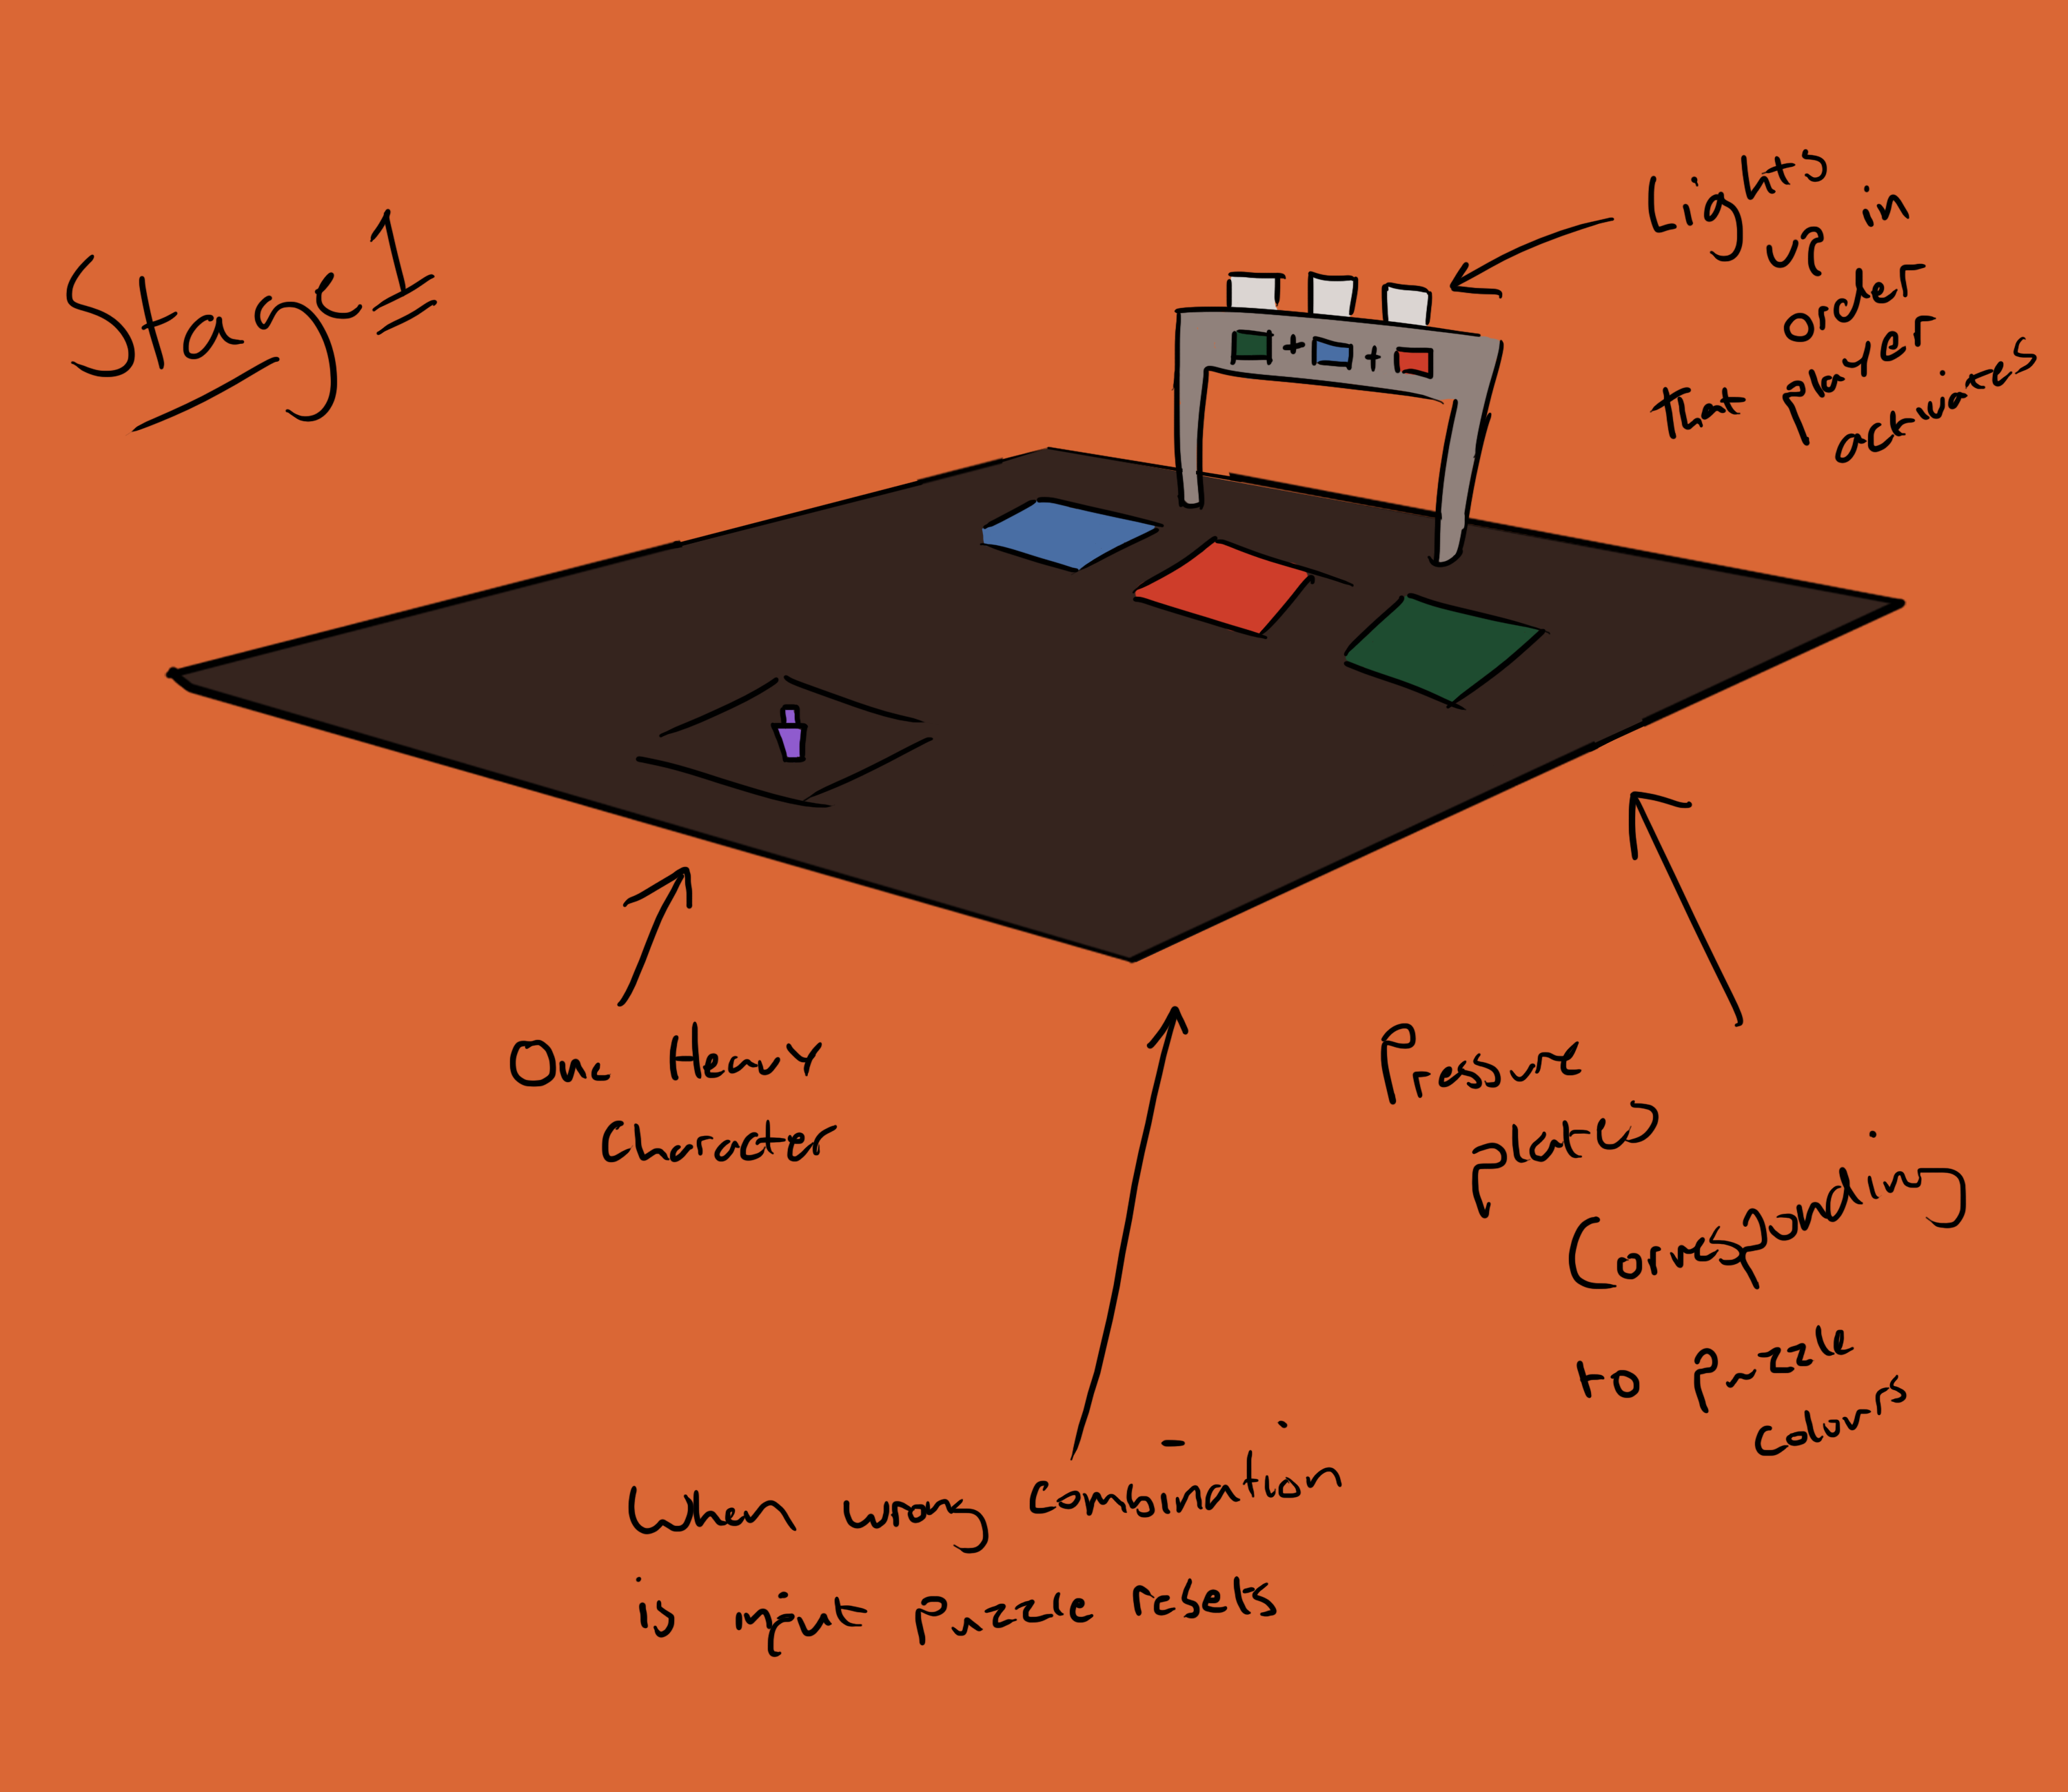 Stage 1
Lights
up in
order
that player
activates
+ +
One Heavy
Character
Pressure
plates
Corresponding
to puzzle
colours
When wrong combination
is input puzzle resets